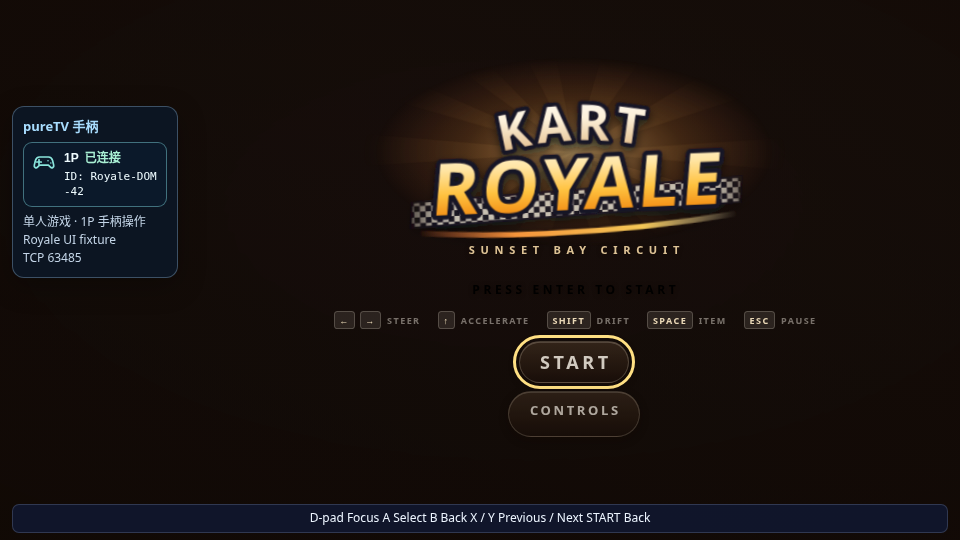 pureTV 手柄
1P 已连接
ID: Royale-DOM
-42
单人游戏 · 1P 手柄操作
Royale UI fixture
TCP 63485
KART
ROYALE
SUNSET BAY CIRCUIT
PRESS ENTER TO START
← → STEER ↑ ACCELERATE SHIFT DRIFT SPACE ITEM ESC PAUSE
START
CONTROLS
D-pad Focus A Select B Back X / Y Previous / Next START Back